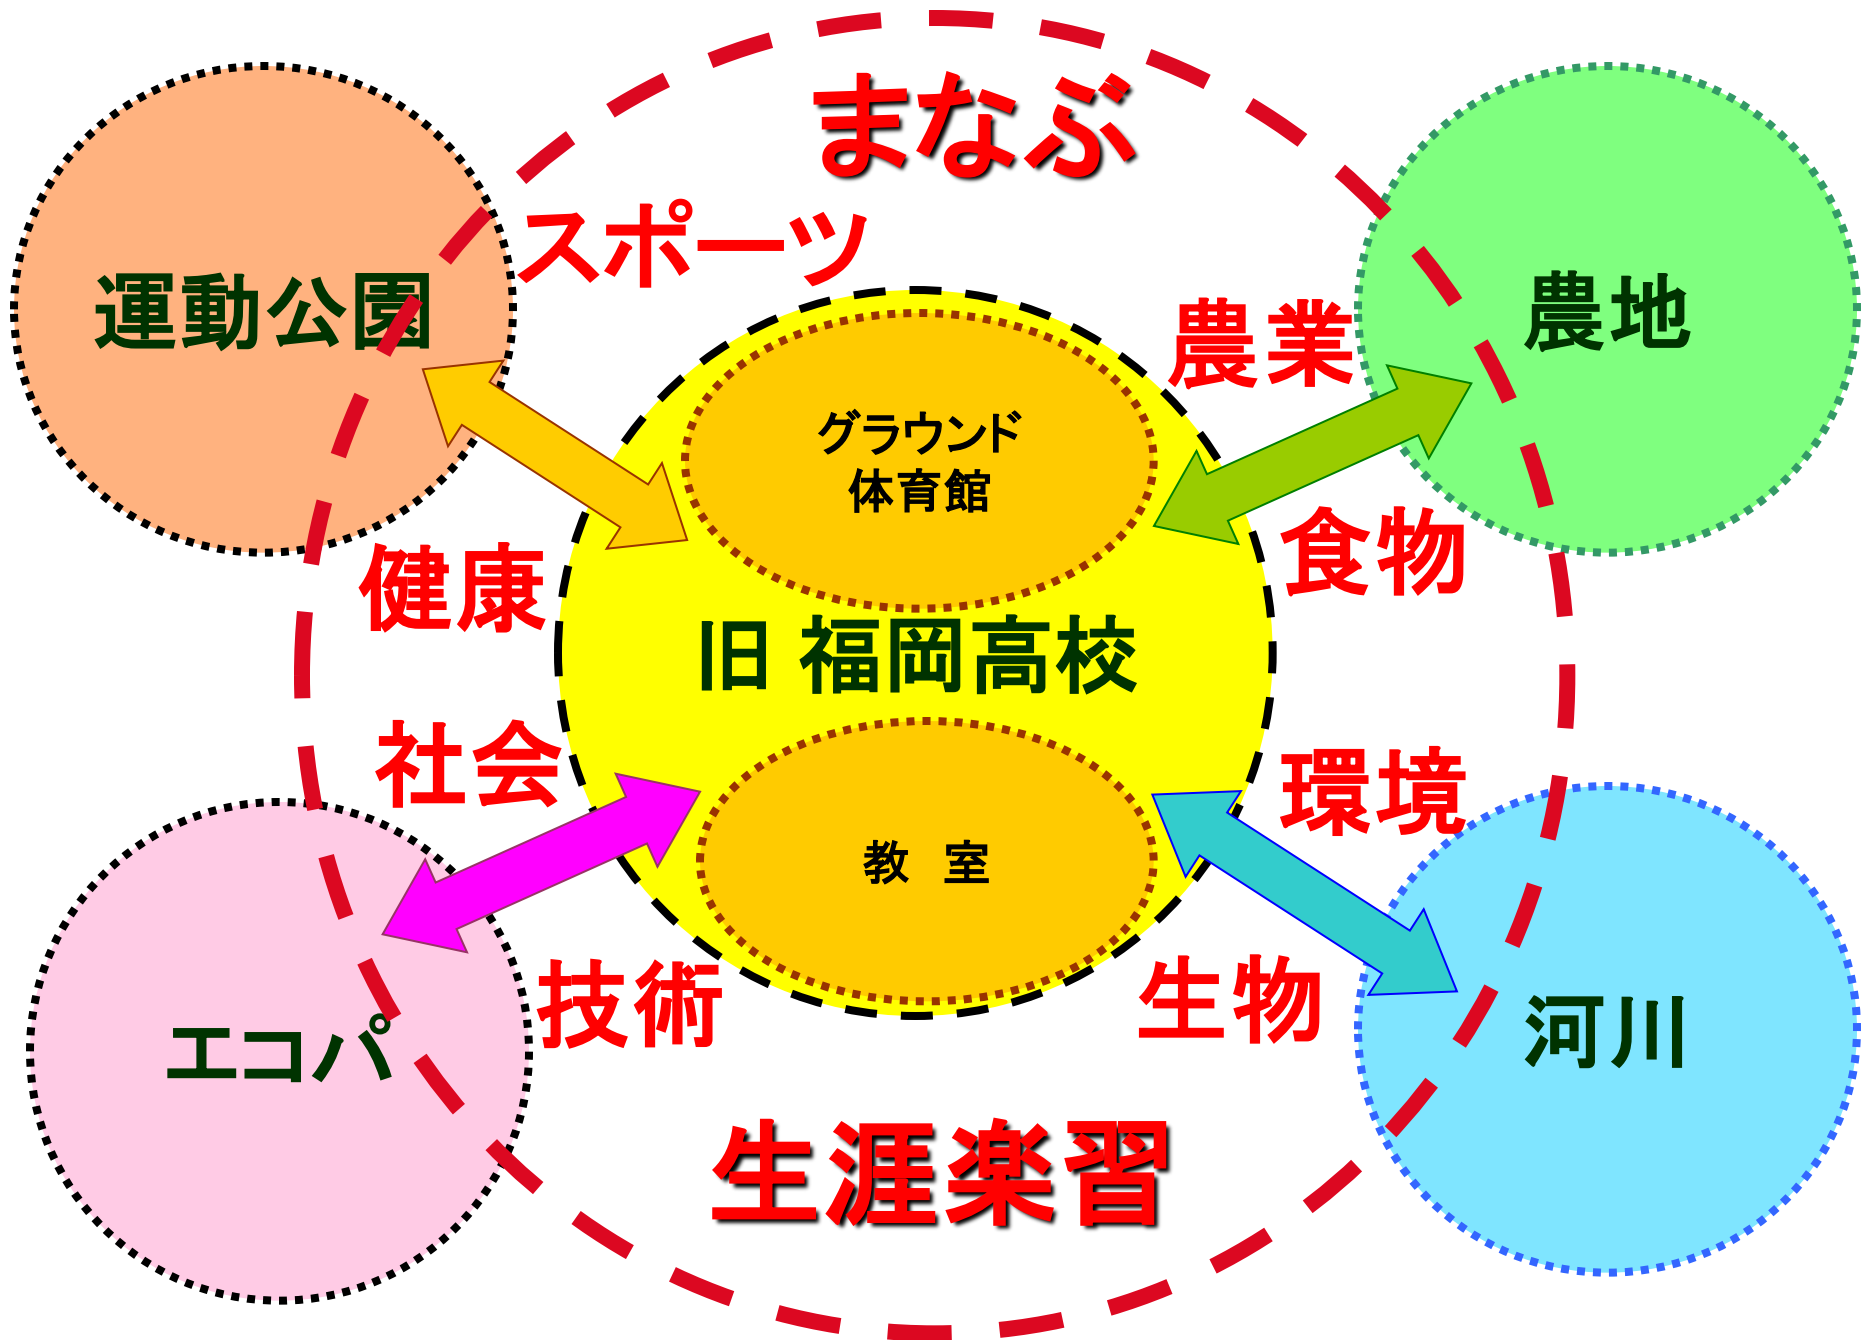 まなぶ
スポーツ
運動公園
農地
農業
グラウンド
体育館
健康
食物
旧 福岡高校
社会
環境
教 室
技術
生物
エコパ
河川
生涯楽習